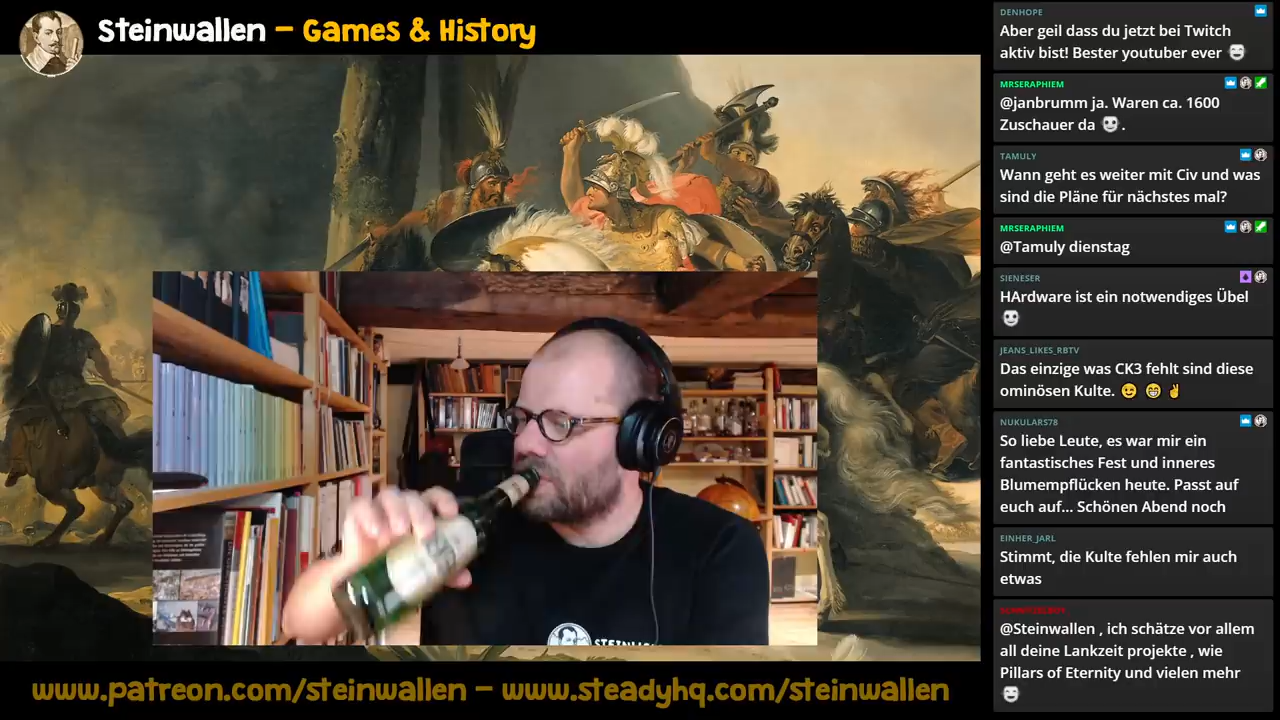 Steinwallen – Games & History
DENHOPE
Aber geil dass du jetzt bei Twitch
aktiv bist! Bester youtuber ever
MRSERAPHIEM
@janbrumm ja. Waren ca. 1600
Zuschauer da .
TAMULY
Wann geht es weiter mit Civ und was
sind die Pläne für nächstes mal?
MRSERAPHIEM
@Tamuly dienstag
SIENESER
HArdware ist ein notwendiges Übel
JEANS_LIKES_RBTV
Das einzige was CK3 fehlt sind diese
ominösen Kulte. 😉 😁 ✌
NUKULARS78
So liebe Leute, es war mir ein
fantastisches Fest und inneres
Blumempflücken heute. Passt auf
euch auf... Schönen Abend noch
EINHER_JARL
Stimmt, die Kulte fehlen mir auch
etwas
@Steinwallen , ich schätze vor allem
all deine Lankzeit projekte , wie
Pillars of Eternity und vielen mehr
www.patreon.com/steinwallen – www.steadyhq.com/steinwallen